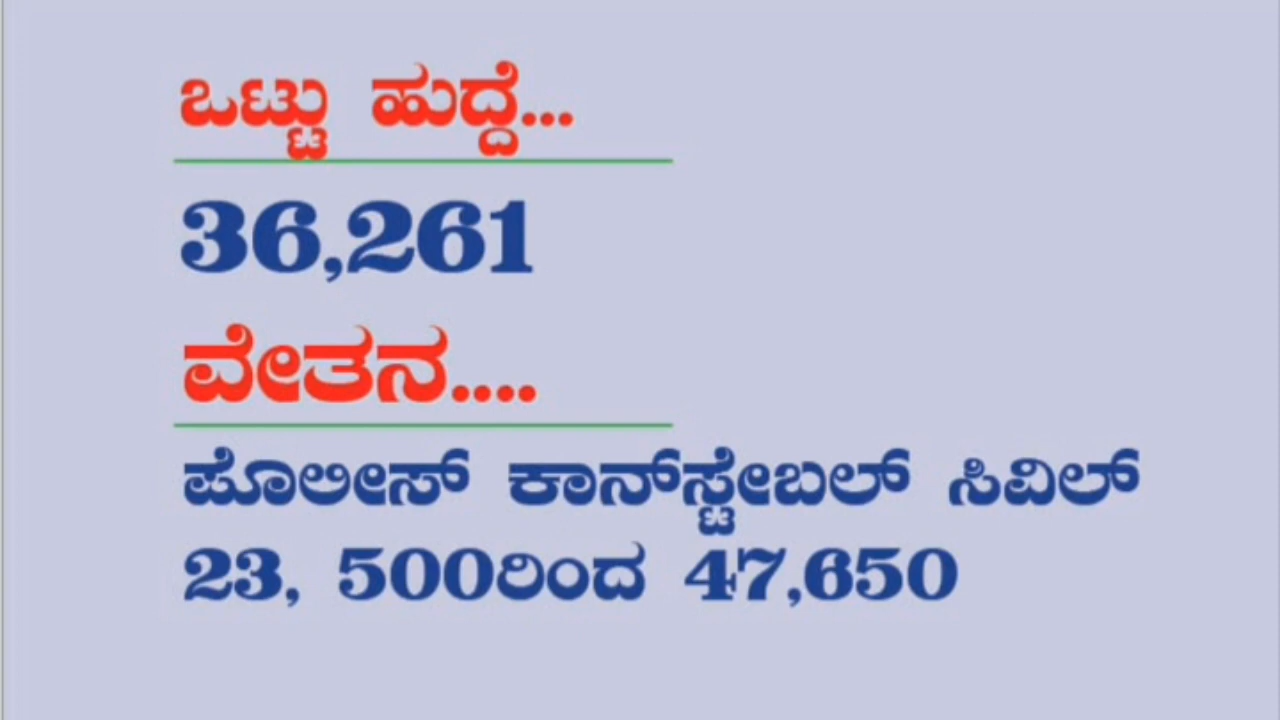 ಒಟ್ಟು ಹುದ್ದೆ...
36,261
ವೇತನ....
ಪೊಲೀಸ್ ಕಾನ್‌ಸ್ಟೇಬಲ್ ಸಿವಿಲ್
23, 500ರಿಂದ 47,650